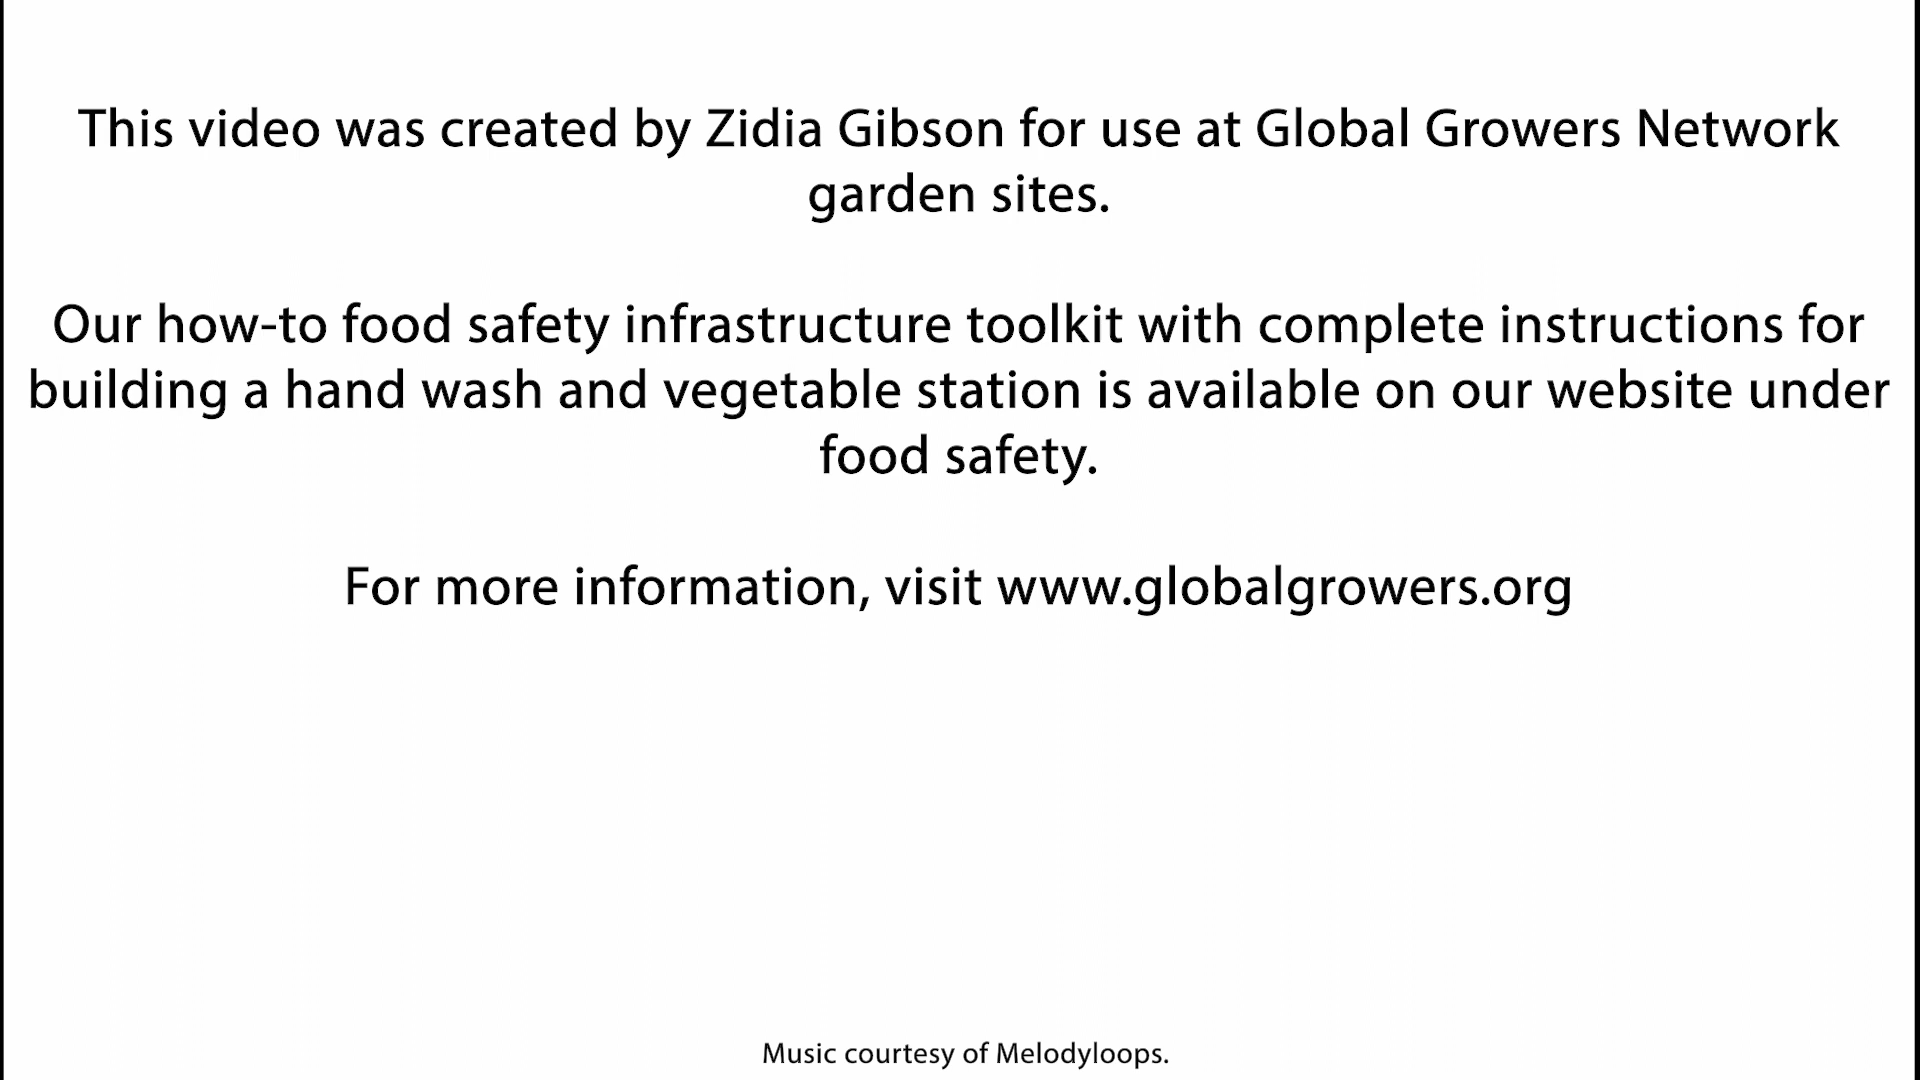 This video was created by Zidia Gibson for use at Global Growers Network
garden sites.
Our how-to food safety infrastructure toolkit with complete instructions for
building a hand wash and vegetable station is available on our website under
food safety.
For more information, visit www.globalgrowers.org
Music courtesy of Melodyloops.